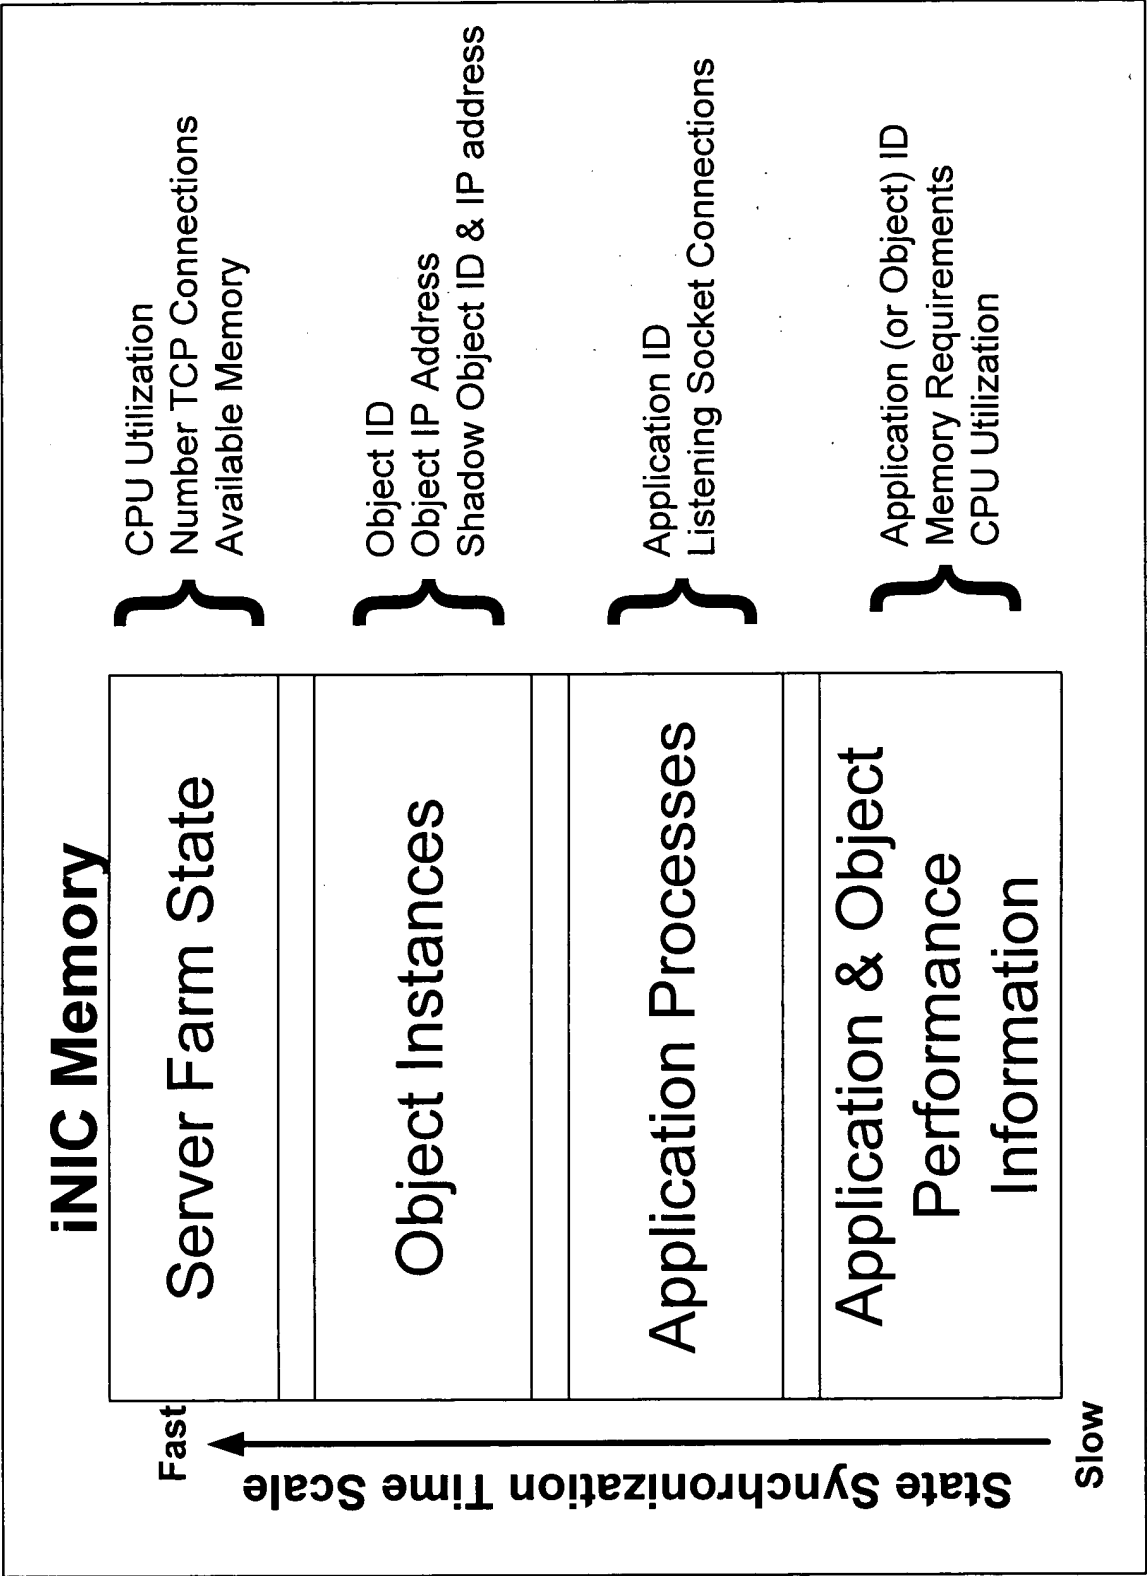 iNIC Memory
Fast
State Synchronization Time Scale
Slow
Server Farm State
CPU Utilization
Number TCP Connections
Available Memory
Object Instances
Object ID
Object IP Address
Shadow Object ID & IP address
Application Processes
Application ID
Listening Socket Connections
Application & Object
Performance
Information
Application (or Object) ID
Memory Requirements
CPU Utilization